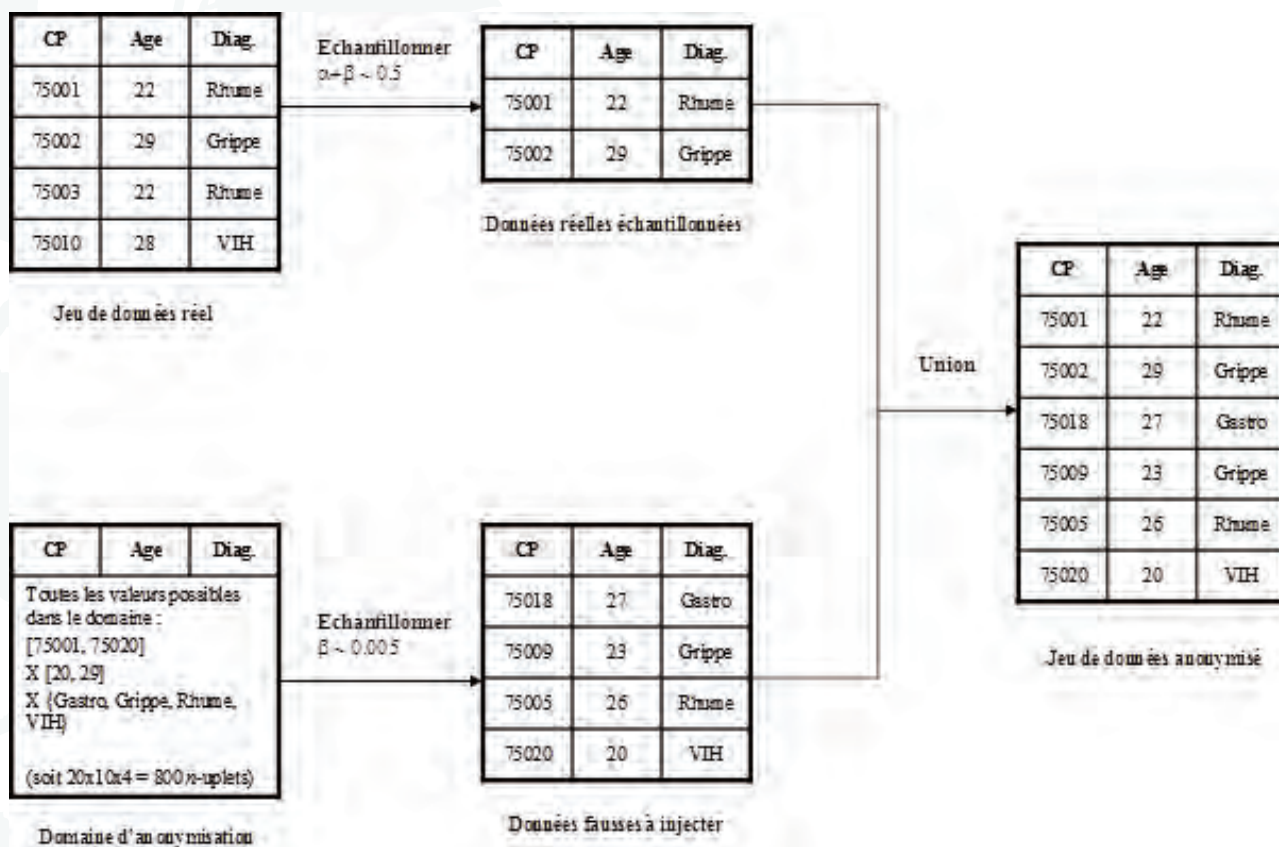 CP Age Diag.
75001 22 Rhume
75002 29 Grippe
75003 22 Rhume
75010 28 VIH
Jeu de données réel
Echantillonner
α+β ~ 0.5
CP Age Diag.
75001 22 Rhume
75002 29 Grippe
Données réelles échantillonnées
Union
CP Age Diag.
75001 22 Rhume
75002 29 Grippe
75018 27 Gastro
75009 23 Grippe
75005 26 Rhume
75020 20 VIH
Jeu de données anonymisé
CP Age Diag.
Toutes les valeurs possibles
dans le domaine :
[75001, 75020]
X [20, 29]
X {Gastro, Grippe, Rhume,
VIH}
(soit 20x10x4 = 800 n-uplets)
Domaine d'anonymisation
Echantillonner
β ~ 0.005
CP Age Diag.
75018 27 Gastro
75009 23 Grippe
75005 26 Rhume
75020 20 VIH
Données fausses à injecter